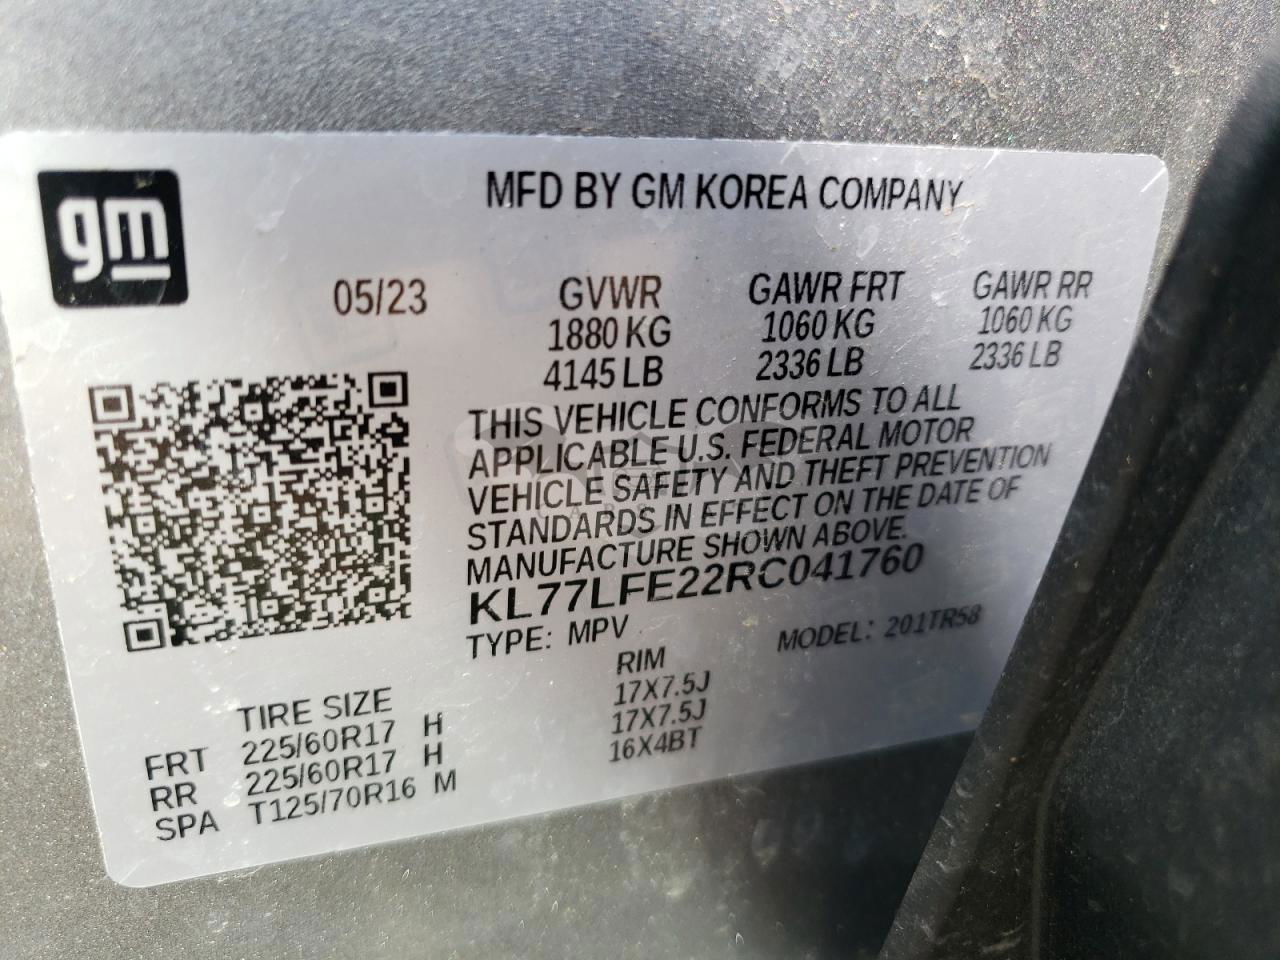 gm
MFD BY GM KOREA COMPANY
05/23
GVWR
1880 KG
4145 LB
GAWR FRT
1060 KG
2336 LB
GAWR RR
1060 KG
2336 LB
THIS VEHICLE CONFORMS TO ALL
APPLICABLE U.S. FEDERAL MOTOR
VEHICLE SAFETY AND THEFT PREVENTION
STANDARDS IN EFFECT ON THE DATE OF
MANUFACTURE SHOWN ABOVE.
KL77LFE22RC041760
TYPE: MPV
MODEL: 201TR58
TIRE SIZE
RIM
FRT 225/60R17 H 17X7.5J
RR 225/60R17 H 17X7.5J
SPA T125/70R16 M 16X4BT